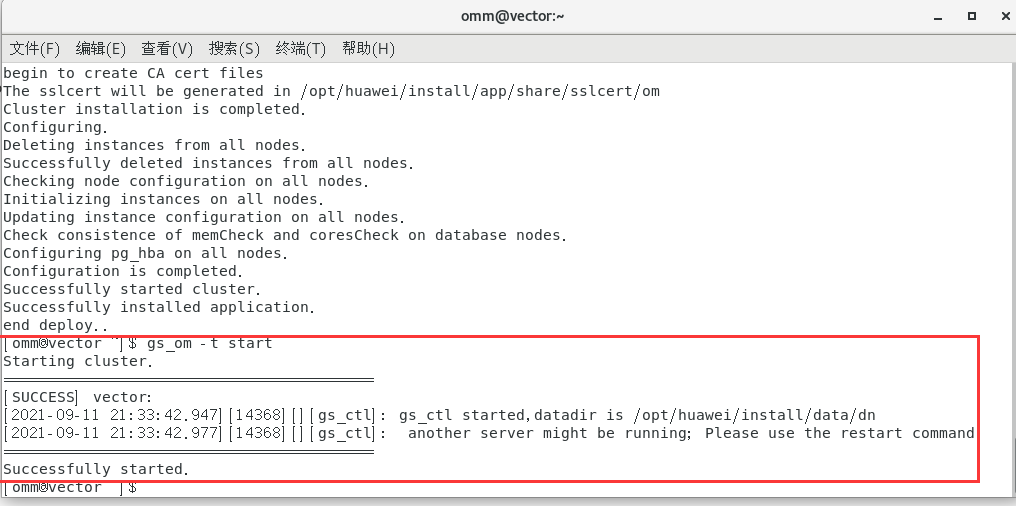 omm@vector:~
文件(F) 编辑(E) 查看(V) 搜索(S) 终端(T) 帮助(H)
begin to create CA cert files
The sslcert will be generated in /opt/huawei/install/app/share/sslcert/om
Cluster installation is completed.
Configuring.
Deleting instances from all nodes.
Successfully deleted instances from all nodes.
Checking node configuration on all nodes.
Initializing instances on all nodes.
Updating instance configuration on all nodes.
Check consistence of memCheck and coresCheck on database nodes.
Configuring pg_hba on all nodes.
Configuration is completed.
Successfully started cluster.
Successfully installed application.
end deploy..
[omm@vector ~]$ gs_om -t start
Starting cluster.
=========================================
[SUCCESS] vector:
[2021-09-11 21:33:42.947][14368][][gs_ctl]: gs_ctl started,datadir is /opt/huawei/install/data/dn
[2021-09-11 21:33:42.977][14368][][gs_ctl]:  another server might be running; Please use the restart command
=========================================
Successfully started.
[omm@vector ~]$